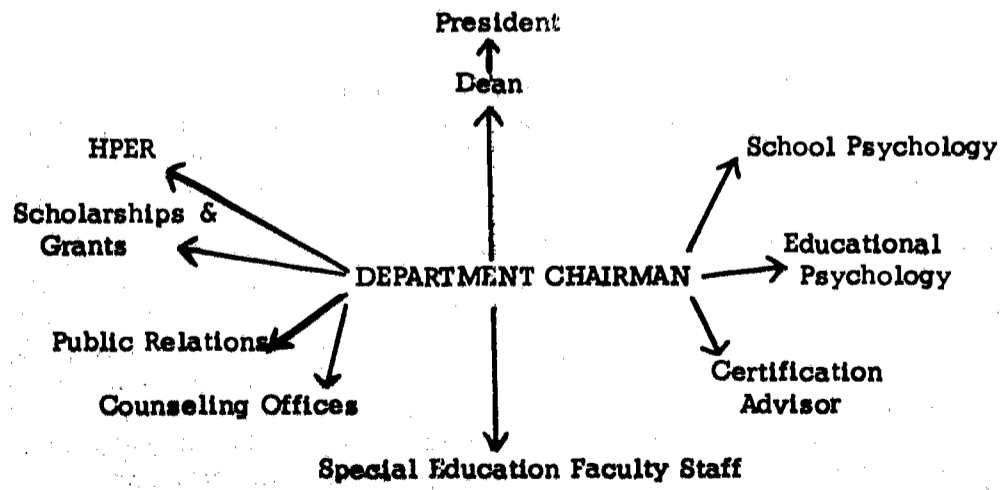 President
Dean
HPER
School Psychology
Scholarships &
Grants
Educational
Psychology
DEPARTMENT CHAIRMAN
Public Relations
Certification
Advisor
Counseling Offices
Special Education Faculty Staff